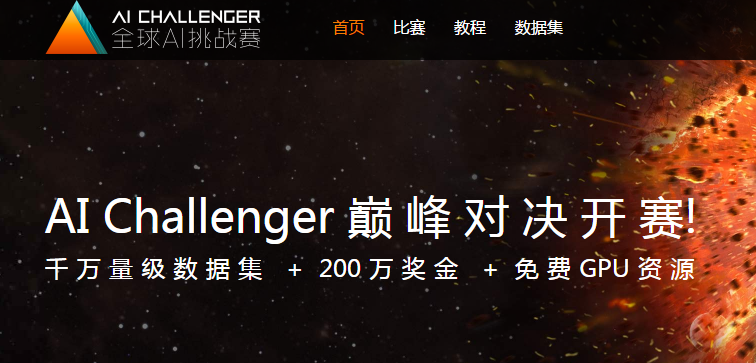 AI CHALLENGER
全球AI挑战赛
首页 比赛 教程 数据集
AI Challenger 巅峰对决开赛!
千万量级数据集 + 200万奖金 + 免费GPU资源